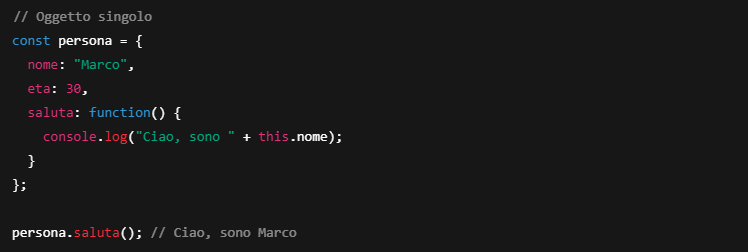 // Oggetto singolo
const persona = {
  nome: "Marco",
  eta: 30,
  saluta: function() {
    console.log("Ciao, sono " + this.nome);
  }
};

persona.saluta(); // Ciao, sono Marco